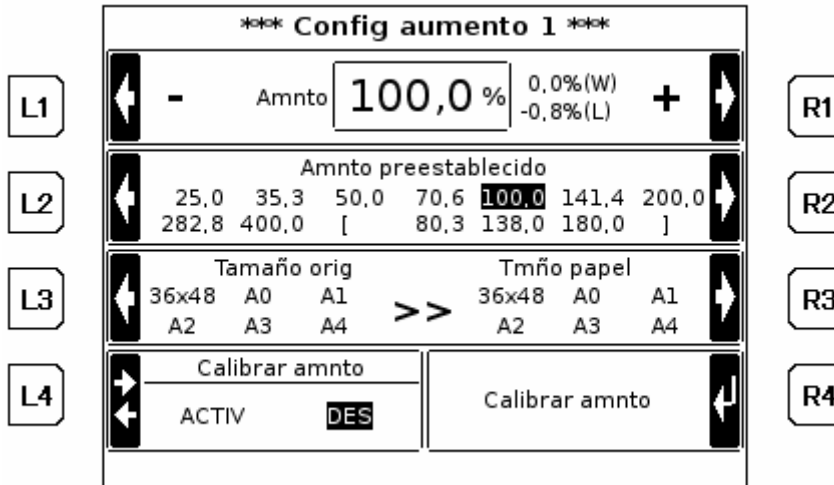 *** Config aumento 1 ***
L1 - Amnto 100,0 % 0,0%(W) + R1
-0,8%(L)
Amnto preestablecido
L2 25,0 35,3 50,0 70,6 100,0 141,4 200,0 R2
282,8 400,0 [ 80,3 138,0 180,0 ]
Tamaño orig Tmño papel
L3 36x48 A0 A1 >> 36x48 A0 A1 R3
A2 A3 A4 A2 A3 A4
Calibrar amnto
L4 ACTIV DES Calibrar amnto R4